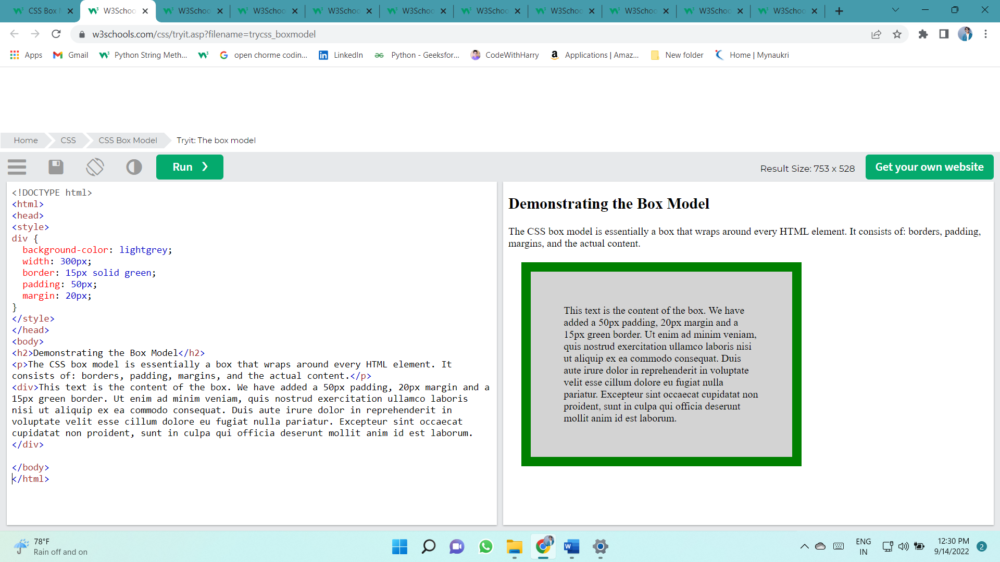 CSS Box M
W3Schoo
W3Schoo
W3Schoo
W3Schoo
W3Schoo
W3Schoo
W3Schoo
W3Schoo
W3Schoo
W3Schoo
w3schools.com/css/tryit.asp?filename=trycss_boxmodel
Apps
Gmail
Python String Meth...
open chorme codin...
LinkedIn
Python - Geeksfor...
CodeWithHarry
Applications | Amaz...
New folder
Home | Mynaukri
Home
CSS
CSS Box Model
Tryit: The box model
Run ❯
Result Size: 753 x 528
Get your own website
<!DOCTYPE html>
<html>
<head>
<style>
div {
  background-color: lightgrey;
  width: 300px;
  border: 15px solid green;
  padding: 50px;
  margin: 20px;
}
</style>
</head>
<body>
<h2>Demonstrating the Box Model</h2>
<p>The CSS box model is essentially a box that wraps around every HTML element. It
consists of: borders, padding, margins, and the actual content.</p>
<div>This text is the content of the box. We have added a 50px padding, 20px margin and a
15px green border. Ut enim ad minim veniam, quis nostrud exercitation ullamco laboris
nisi ut aliquip ex ea commodo consequat. Duis aute irure dolor in reprehenderit in
voluptate velit esse cillum dolore eu fugiat nulla pariatur. Excepteur sint occaecat
cupidatat non proident, sunt in culpa qui officia deserunt mollit anim id est laborum.
</div>
</body>
</html>
Demonstrating the Box Model
The CSS box model is essentially a box that wraps around every HTML element. It consists of: borders, padding,
margins, and the actual content.
This text is the content of the box. We have
added a 50px padding, 20px margin and a
15px green border. Ut enim ad minim veniam,
quis nostrud exercitation ullamco laboris nisi
ut aliquip ex ea commodo consequat. Duis
aute irure dolor in reprehenderit in voluptate
velit esse cillum dolore eu fugiat nulla
pariatur. Excepteur sint occaecat cupidatat non
proident, sunt in culpa qui officia deserunt
mollit anim id est laborum.
78°F
Rain off and on
ENG
IN
12:30 PM
9/14/2022
2